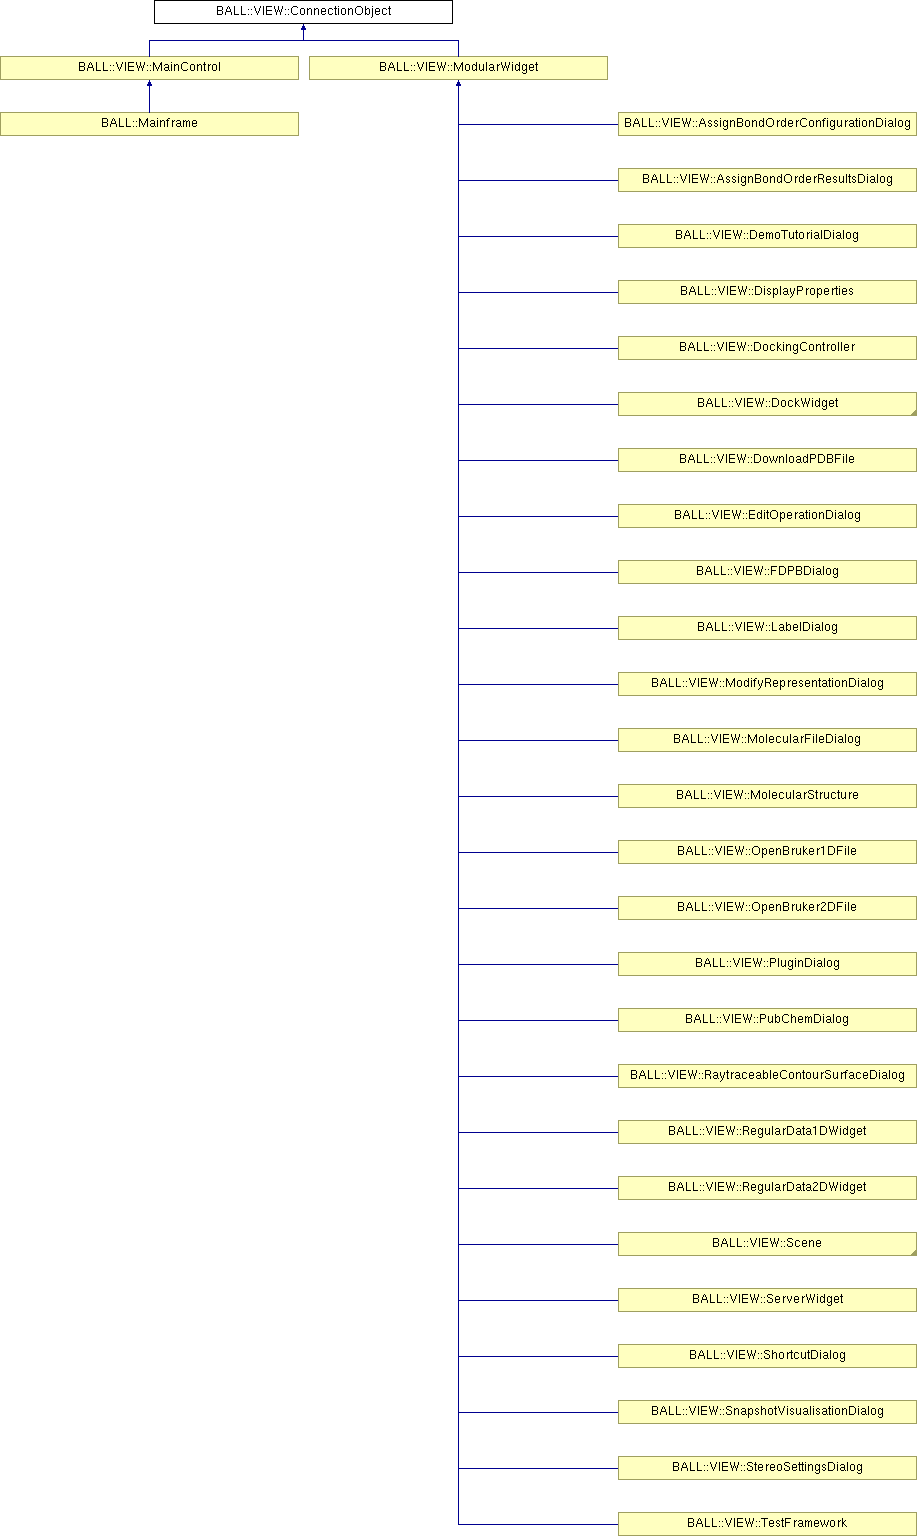 BALL::VIEW::ConnectionObject
BALL::VIEW::MainControl
BALL::VIEW::ModularWidget
BALL::Mainframe
BALL::VIEW::AssignBondOrderConfigurationDialog
BALL::VIEW::AssignBondOrderResultsDialog
BALL::VIEW::DemoTutorialDialog
BALL::VIEW::DisplayProperties
BALL::VIEW::DockingController
BALL::VIEW::DockWidget
BALL::VIEW::DownloadPDBFile
BALL::VIEW::EditOperationDialog
BALL::VIEW::FDPBDialog
BALL::VIEW::LabelDialog
BALL::VIEW::ModifyRepresentationDialog
BALL::VIEW::MolecularFileDialog
BALL::VIEW::MolecularStructure
BALL::VIEW::OpenBruker1DFile
BALL::VIEW::OpenBruker2DFile
BALL::VIEW::PluginDialog
BALL::VIEW::PubChemDialog
BALL::VIEW::RaytraceableContourSurfaceDialog
BALL::VIEW::RegularData1DWidget
BALL::VIEW::RegularData2DWidget
BALL::VIEW::Scene
BALL::VIEW::ServerWidget
BALL::VIEW::ShortcutDialog
BALL::VIEW::SnapshotVisualisationDialog
BALL::VIEW::StereoSettingsDialog
BALL::VIEW::TestFramework